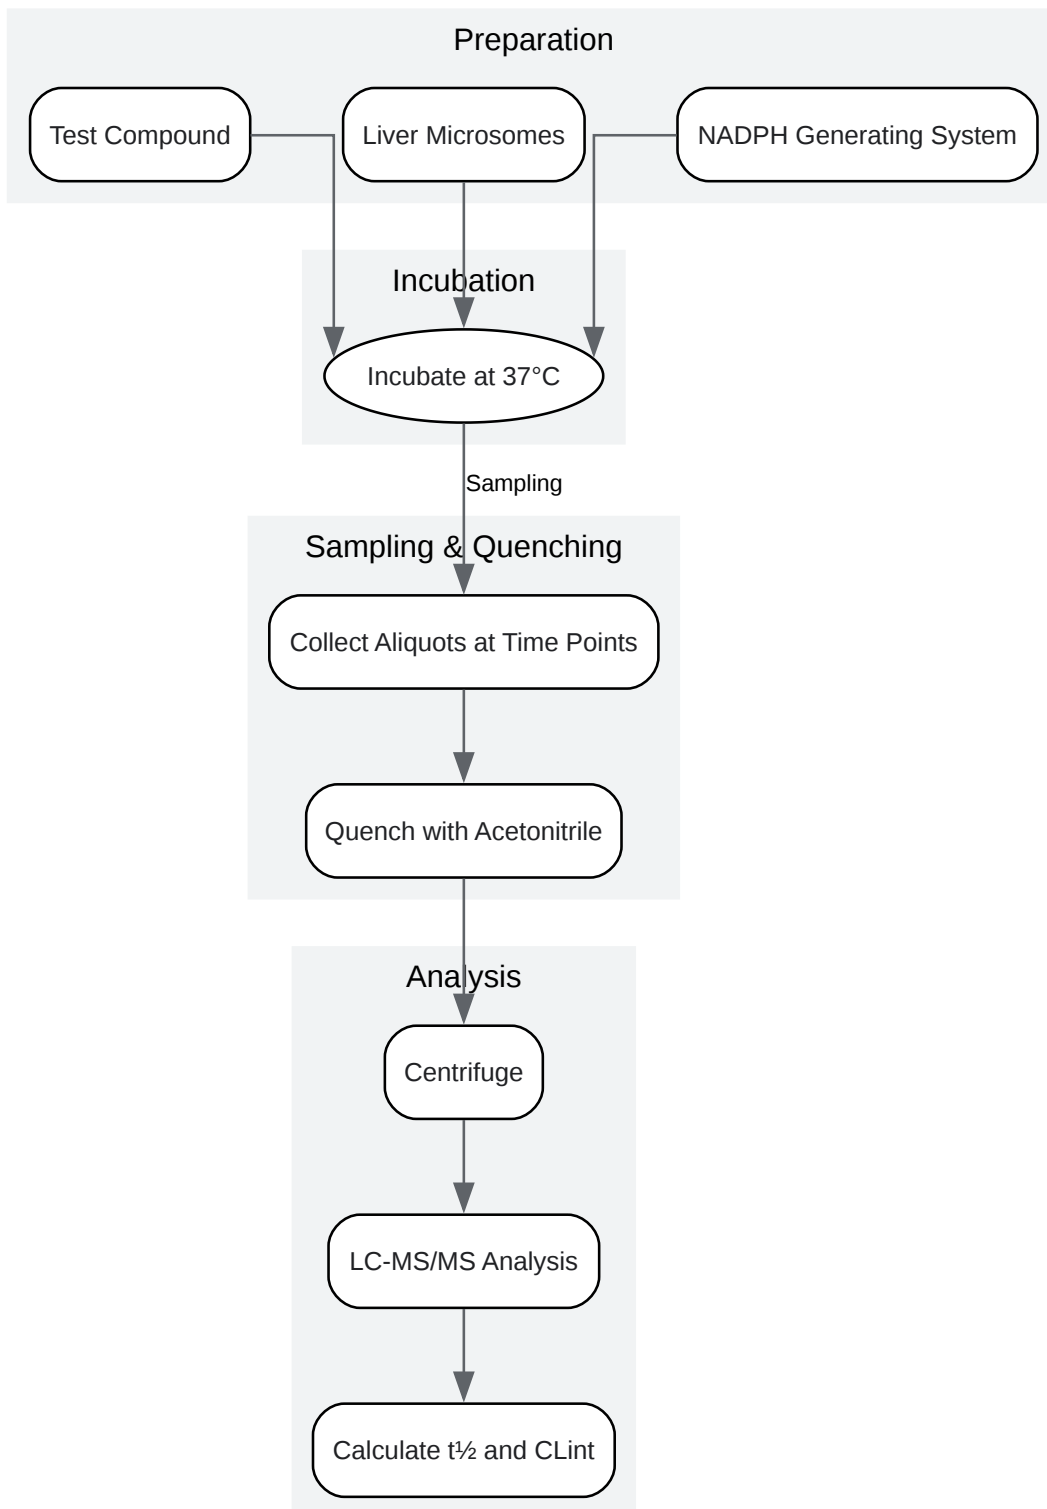 Preparation
Test Compound
Liver Microsomes
NADPH Generating System
Incubation
Incubate at 37°C
Sampling
Sampling & Quenching
Collect Aliquots at Time Points
Quench with Acetonitrile
Analysis
Centrifuge
LC-MS/MS Analysis
Calculate t½ and CLint